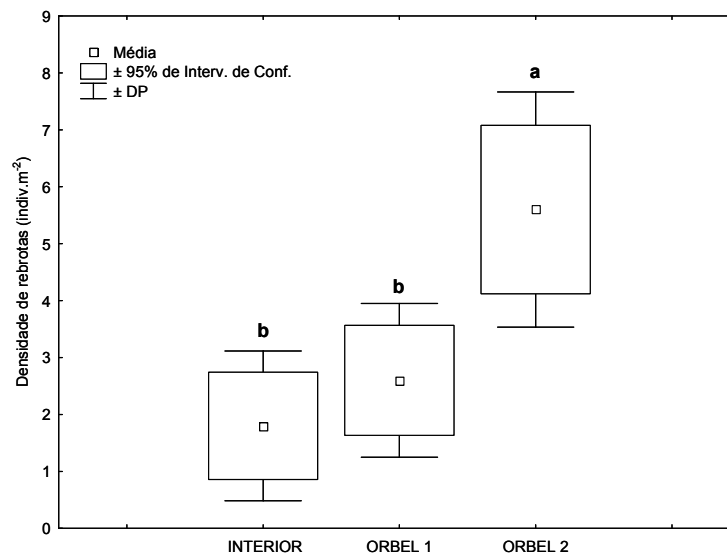 Média
± 95% de Interv. de Conf.
± DP
Densidade de rebrotas (indiv.m-2)
9
8
7
6
5
4
3
2
1
0
b
b
a
INTERIOR
ORBEL 1
ORBEL 2